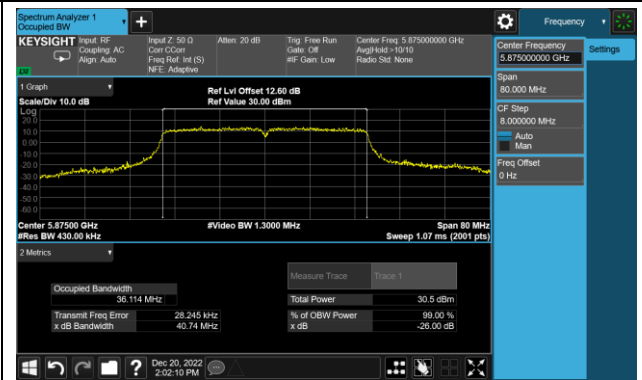 Spectrum Analyzer 1
Occupied BW
Frequency
KEYSIGHT
Input: RF
Coupling: AC
Align: Auto
Input Z: 50 Ω
Corr CCorr
Freq Ref: Int (S)
NFE: Adaptive
Atten: 20 dB
Trig: Free Run
Gate: Off
#IF Gain: Low
Center Freq: 5.875000000 GHz
Avg|Hold:>10/10
Radio Std: None
Center Frequency
5.875000000 GHz
Settings
Span
80.000 MHz
CF Step
8.000000 MHz
Auto
Man
Freq Offset
0 Hz
1 Graph
Scale/Div 10.0 dB
Ref Lvl Offset 12.60 dB
Ref Value 30.00 dBm
Log
20.0
10.0
0.00
-10.0
-20.0
-30.0
-40.0
-50.0
-60.0
Center 5.87500 GHz
#Video BW 1.3000 MHz
Span 80 MHz
#Res BW 430.00 kHz
Sweep 1.07 ms (2001 pts)
2 Metrics
Measure Trace
Trace 1
Occupied Bandwidth
36.114 MHz
Total Power
30.5 dBm
Transmit Freq Error
28.245 kHz
% of OBW Power
99.00 %
x dB Bandwidth
40.74 MHz
x dB
-26.00 dB
Dec 20, 2022
2:02:10 PM